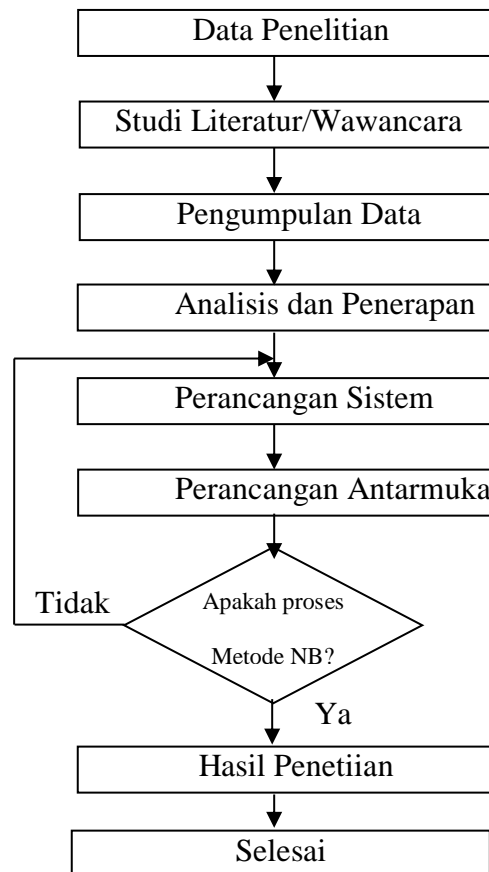 Data Penelitian
Studi Literatur/Wawancara
Pengumpulan Data
Analisis dan Penerapan
Perancangan Sistem
Perancangan Antarmuka
Apakah proses
Tidak
Metode NB?
Ya
Hasil Penetiian
Selesai